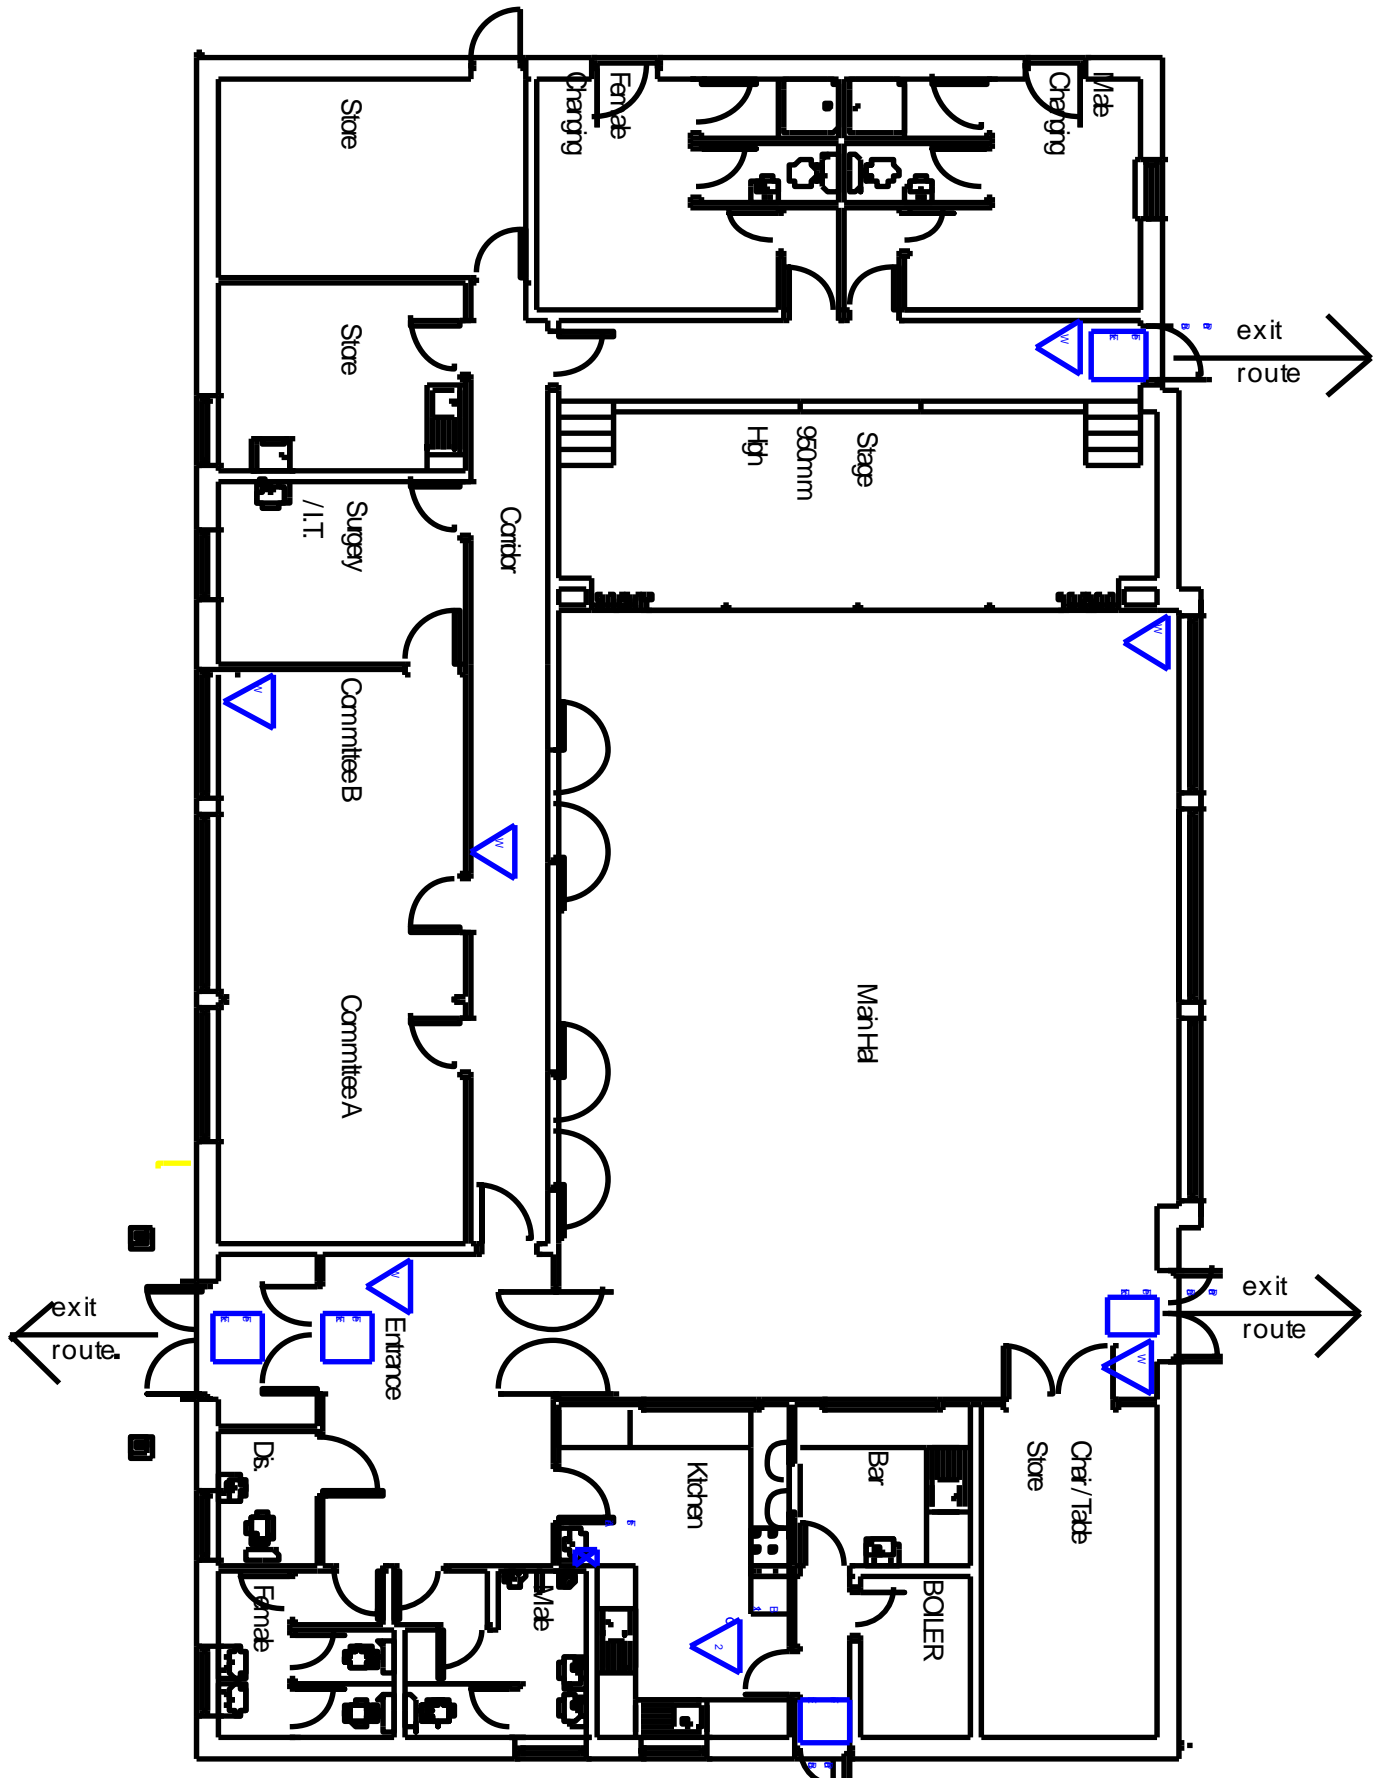 Male
Changing
Female
Changing
Store
exit
route
Store
Stage
950mm
High
Surgery
/ I.T.
Corridor
W
W
Committee B
W
W
Main Hall
Committee A
exit
route
W
Entrance
exit
route.
W
Chair / Table
Store
Bar
Kitchen
Dis.
BOILER
Male
Female
2